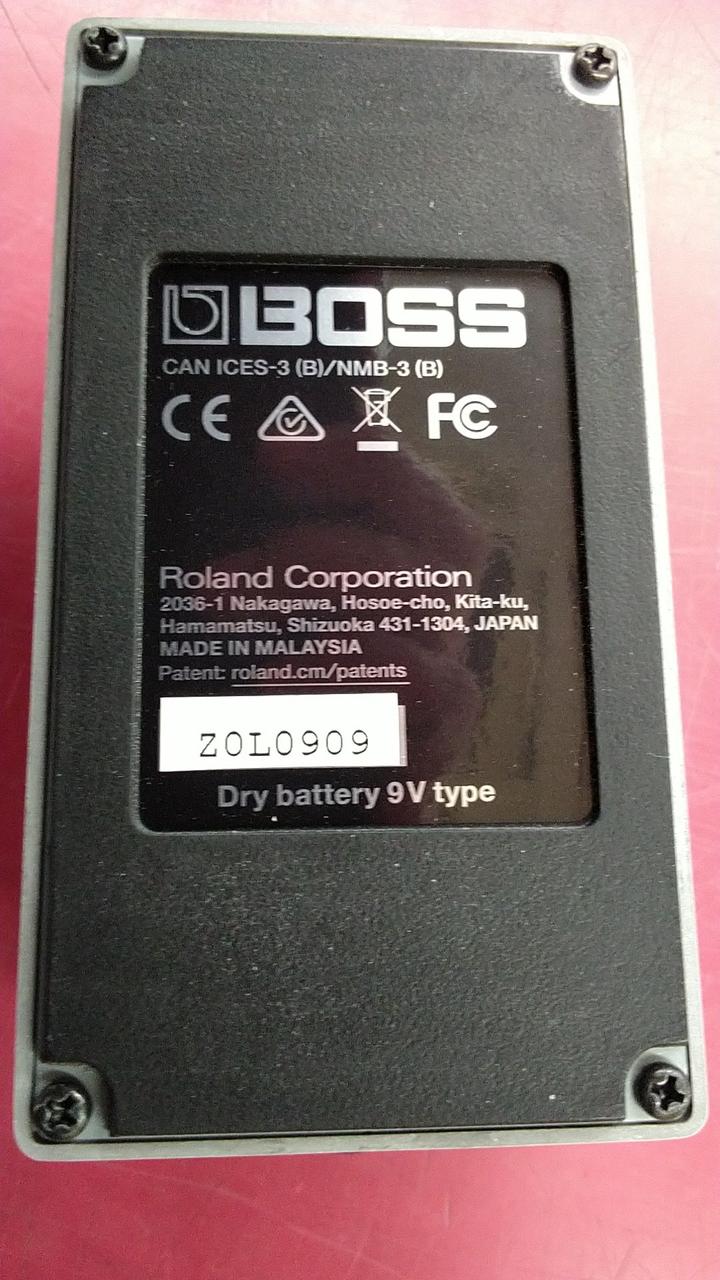 BOSS
CAN ICES-3 (B)/NMB-3 (B)
CE FC
Roland Corporation
2036-1 Nakagawa, Hosoe-cho, Kita-ku,
Hamamatsu, Shizuoka 431-1304, JAPAN
MADE IN MALAYSIA
Patent: roland.cm/patents
Z0L0909
Dry battery 9V type